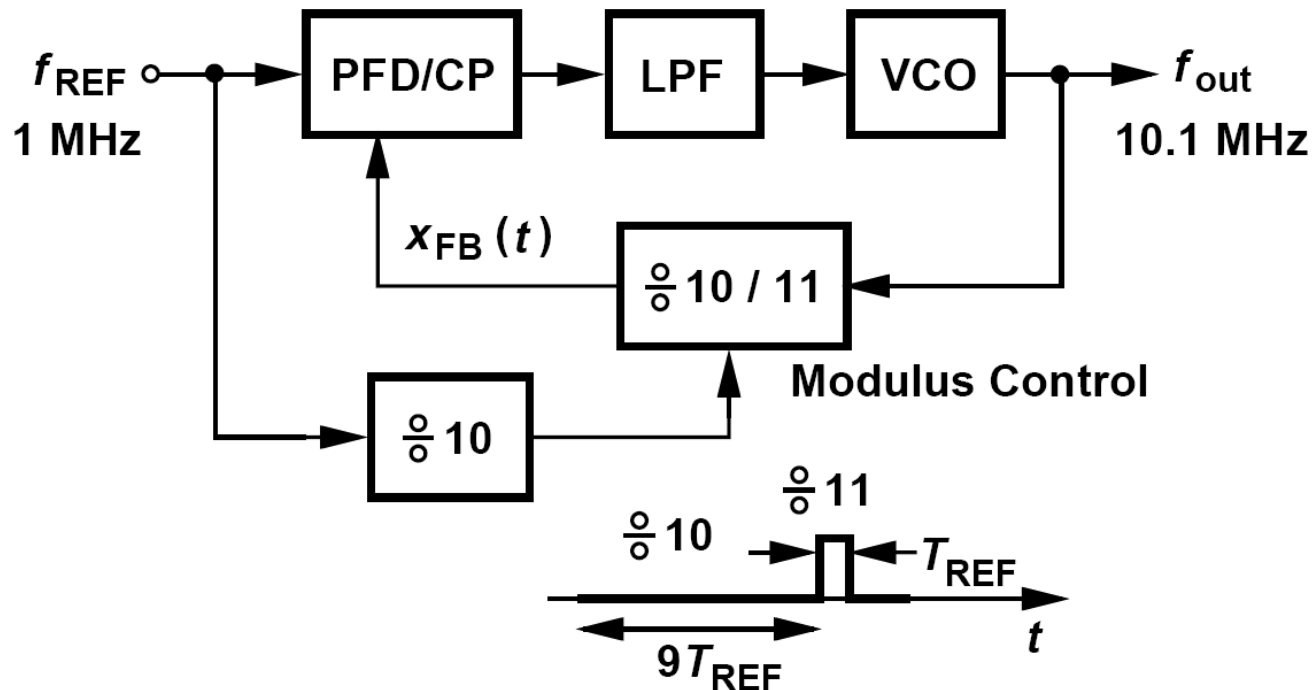 f REF
PFD/CP
LPF
VCO
f out
1 MHz
10.1 MHz
x FB (t)
÷ 10 / 11
Modulus Control
÷ 10
÷ 11
÷ 10
T REF
t
9T REF